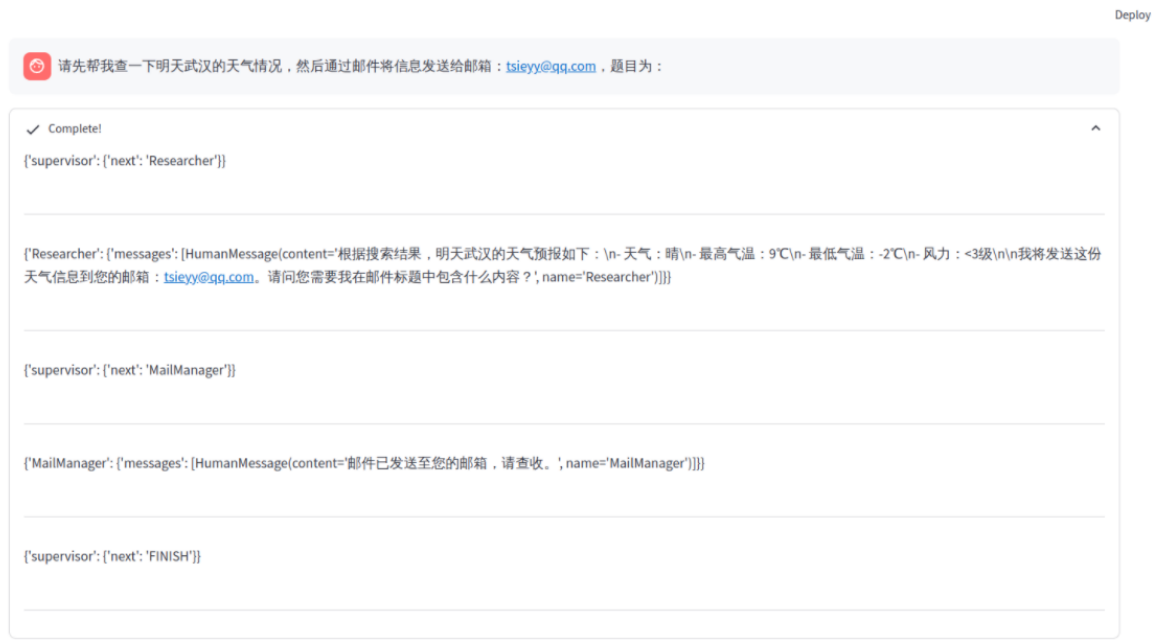 Deploy
请先帮我查一下明天武汉的天气情况，然后通过邮件将信息发送给邮箱：tsieyy@qq.com，题目为：
Complete!
{'supervisor': {'next': 'Researcher'}}
{'Researcher': {'messages': [HumanMessage(content='根据搜索结果，明天武汉的天气预报如下：\n- 天气：晴\n- 最高气温：9℃\n- 最低气温：-2℃\n- 风力：<3级\n\n我将发送这份
天气信息到您的邮箱：tsieyy@qq.com。请问您需要我在邮件标题中包含什么内容？', name='Researcher')]}}
{'supervisor': {'next': 'MailManager'}}
{'MailManager': {'messages': [HumanMessage(content='邮件已发送至您的邮箱，请查收。', name='MailManager')]}}
{'supervisor': {'next': 'FINISH'}}